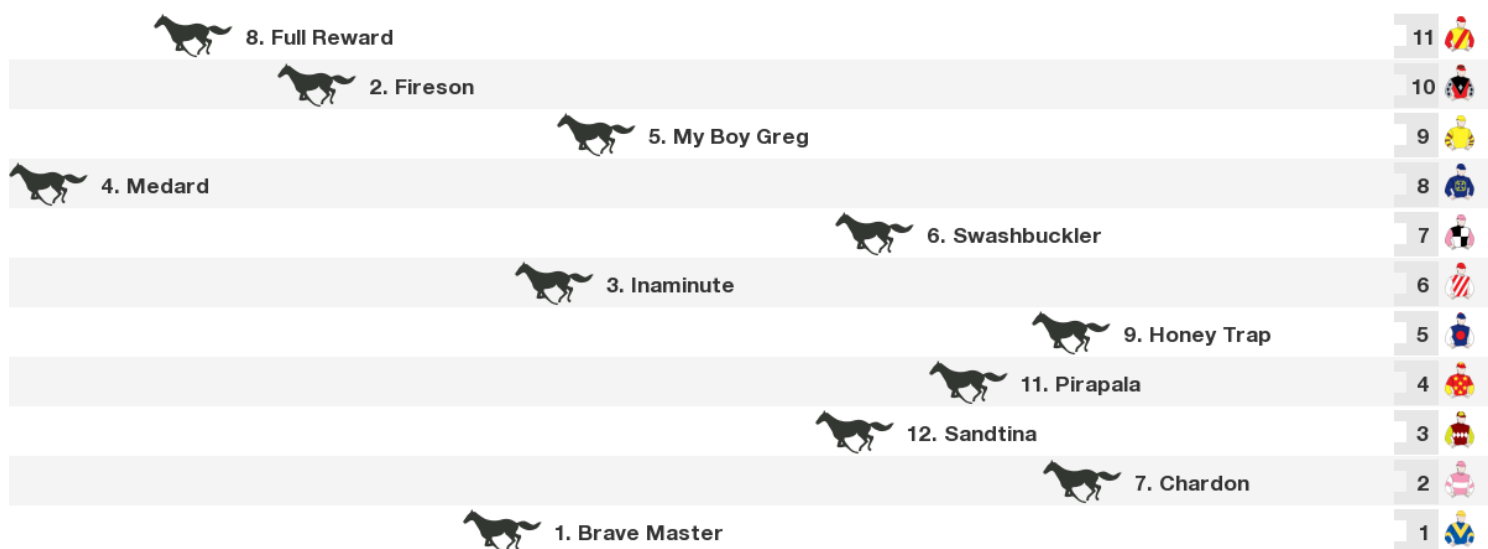 8. Full Reward 11
2. Fireson 10
5. My Boy Greg 9
4. Medard 8
6. Swashbuckler 7
3. Inaminute 6
9. Honey Trap 5
11. Pirapala 4
12. Sandtina 3
7. Chardon 2
1. Brave Master 1